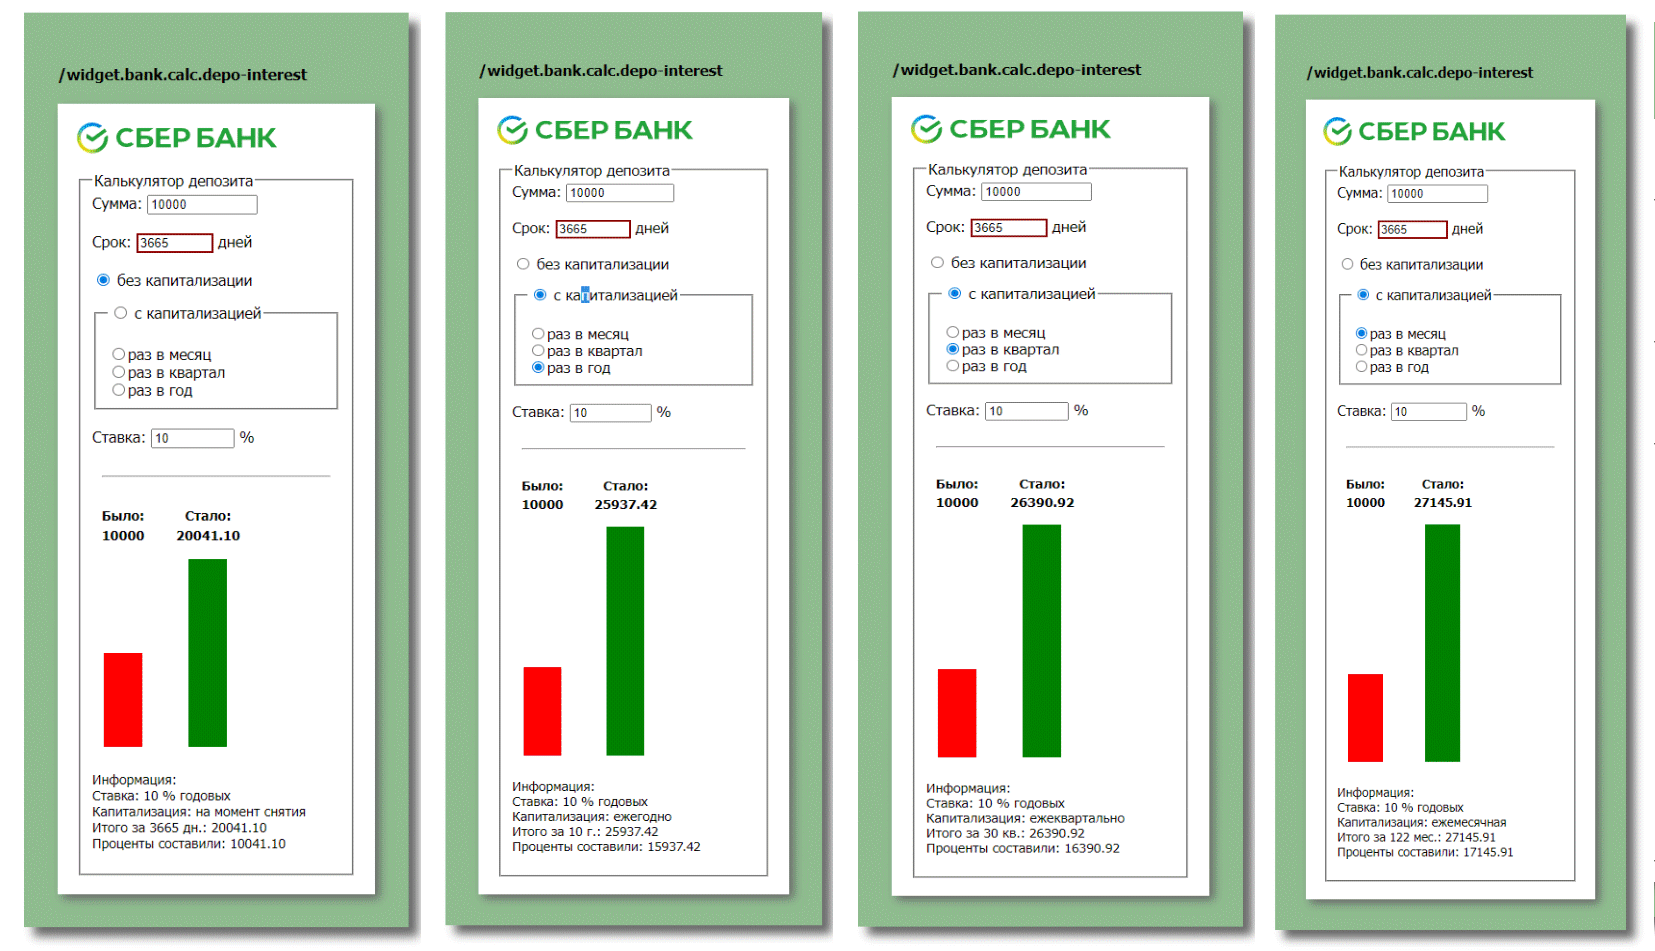 /widget.bank.calc.depo-interest
СБЕР БАНК
Калькулятор депозита
Сумма: 10000
Срок: 3665 дней
без капитализации
с капитализацией
раз в месяц
раз в квартал
раз в год
Ставка: 10 %
Было: Стало:
10000 20041.10
Информация:
Ставка: 10 % годовых
Капитализация: на момент снятия
Итого за 3665 дн.: 20041.10
Проценты составили: 10041.10
/widget.bank.calc.depo-interest
СБЕР БАНК
Калькулятор депозита
Сумма: 10000
Срок: 3665 дней
без капитализации
с капитализацией
раз в месяц
раз в квартал
раз в год
Ставка: 10 %
Было: Стало:
10000 25937.42
Информация:
Ставка: 10 % годовых
Капитализация: ежегодно
Итого за 10 г.: 25937.42
Проценты составили: 15937.42
/widget.bank.calc.depo-interest
СБЕР БАНК
Калькулятор депозита
Сумма: 10000
Срок: 3665 дней
без капитализации
с капитализацией
раз в месяц
раз в квартал
раз в год
Ставка: 10 %
Было: Стало:
10000 26390.92
Информация:
Ставка: 10 % годовых
Капитализация: ежеквартально
Итого за 30 кв.: 26390.92
Проценты составили: 16390.92
/widget.bank.calc.depo-interest
СБЕР БАНК
Калькулятор депозита
Сумма: 10000
Срок: 3665 дней
без капитализации
с капитализацией
раз в месяц
раз в квартал
раз в год
Ставка: 10 %
Было: Стало:
10000 27145.91
Информация:
Ставка: 10 % годовых
Капитализация: ежемесячная
Итого за 122 мес.: 27145.91
Проценты составили: 17145.91